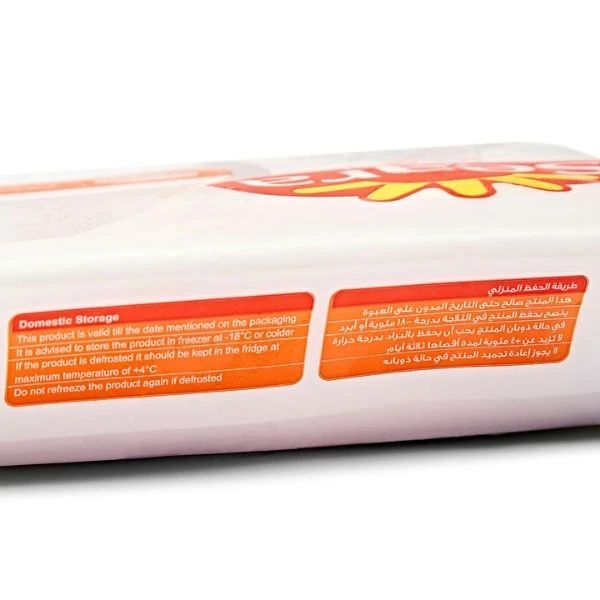 Domestic Storage
This product is valid till the date mentioned on the packaging
It is advised to store the product in freezer at -18°C or colder
If the product is defrosted it should be kept in the fridge at
maximum temperature of +4°C
Do not refreeze the product again if defrosted
طريقة الحفظ المنزلي
هذا المنتج صالح حتى التاريخ المدون على العبوة
ينصح بحفظ المنتج في الثلاجة بدرجة -١٨ مئوية أو أبرد
في حالة ذوبان المنتج يجب أن يحفظ بالبراد بدرجة حرارة
لا تزيد عن +٤ مئوية لمدة أقصاها ثلاثة أيام
لا يجوز إعادة تجميد المنتج في حالة ذوبانه